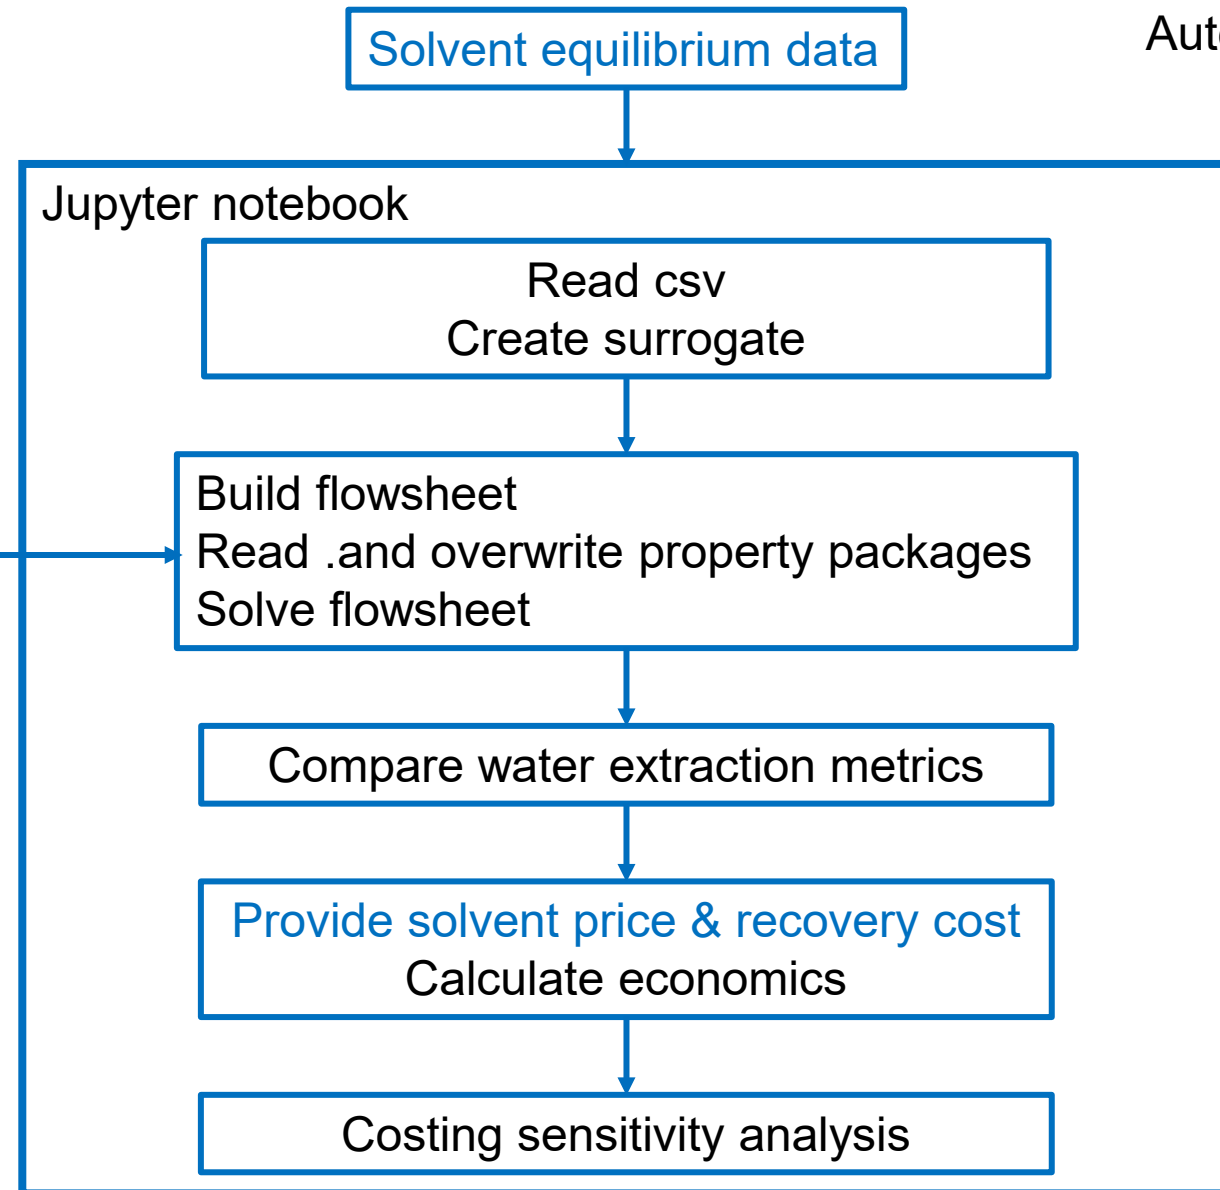 Solvent equilibrium data
Jupyter notebook
Read csv
Create surrogate
Build flowsheet
Read .and overwrite property packages
Solve flowsheet
Compare water extraction metrics
Provide solvent price & recovery cost
Calculate economics
Costing sensitivity analysis